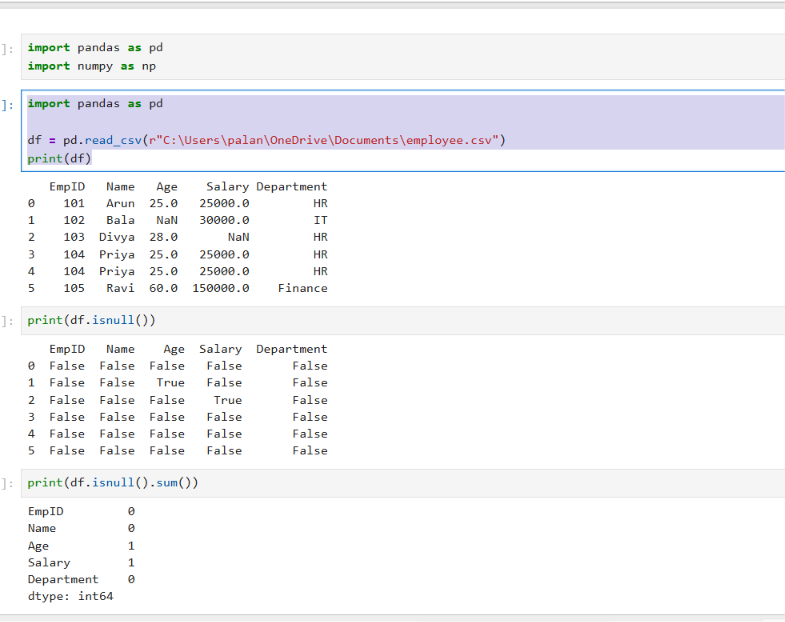 ]:
import pandas as pd
import numpy as np
]:
import pandas as pd
df = pd.read_csv(r"C:\Users\palan\OneDrive\Documents\employee.csv")
print(df)
   EmpID   Name   Age    Salary Department
0    101   Arun  25.0   25000.0         HR
1    102   Bala   NaN   30000.0         IT
2    103  Divya  28.0       NaN         HR
3    104  Priya  25.0   25000.0         HR
4    104  Priya  25.0   25000.0         HR
5    105   Ravi  60.0  150000.0    Finance
]:
print(df.isnull())
   EmpID   Name    Age  Salary  Department
0  False  False  False   False       False
1  False  False   True   False       False
2  False  False  False    True       False
3  False  False  False   False       False
4  False  False  False   False       False
5  False  False  False   False       False
]:
print(df.isnull().sum())
EmpID         0
Name          0
Age           1
Salary        1
Department    0
dtype: int64